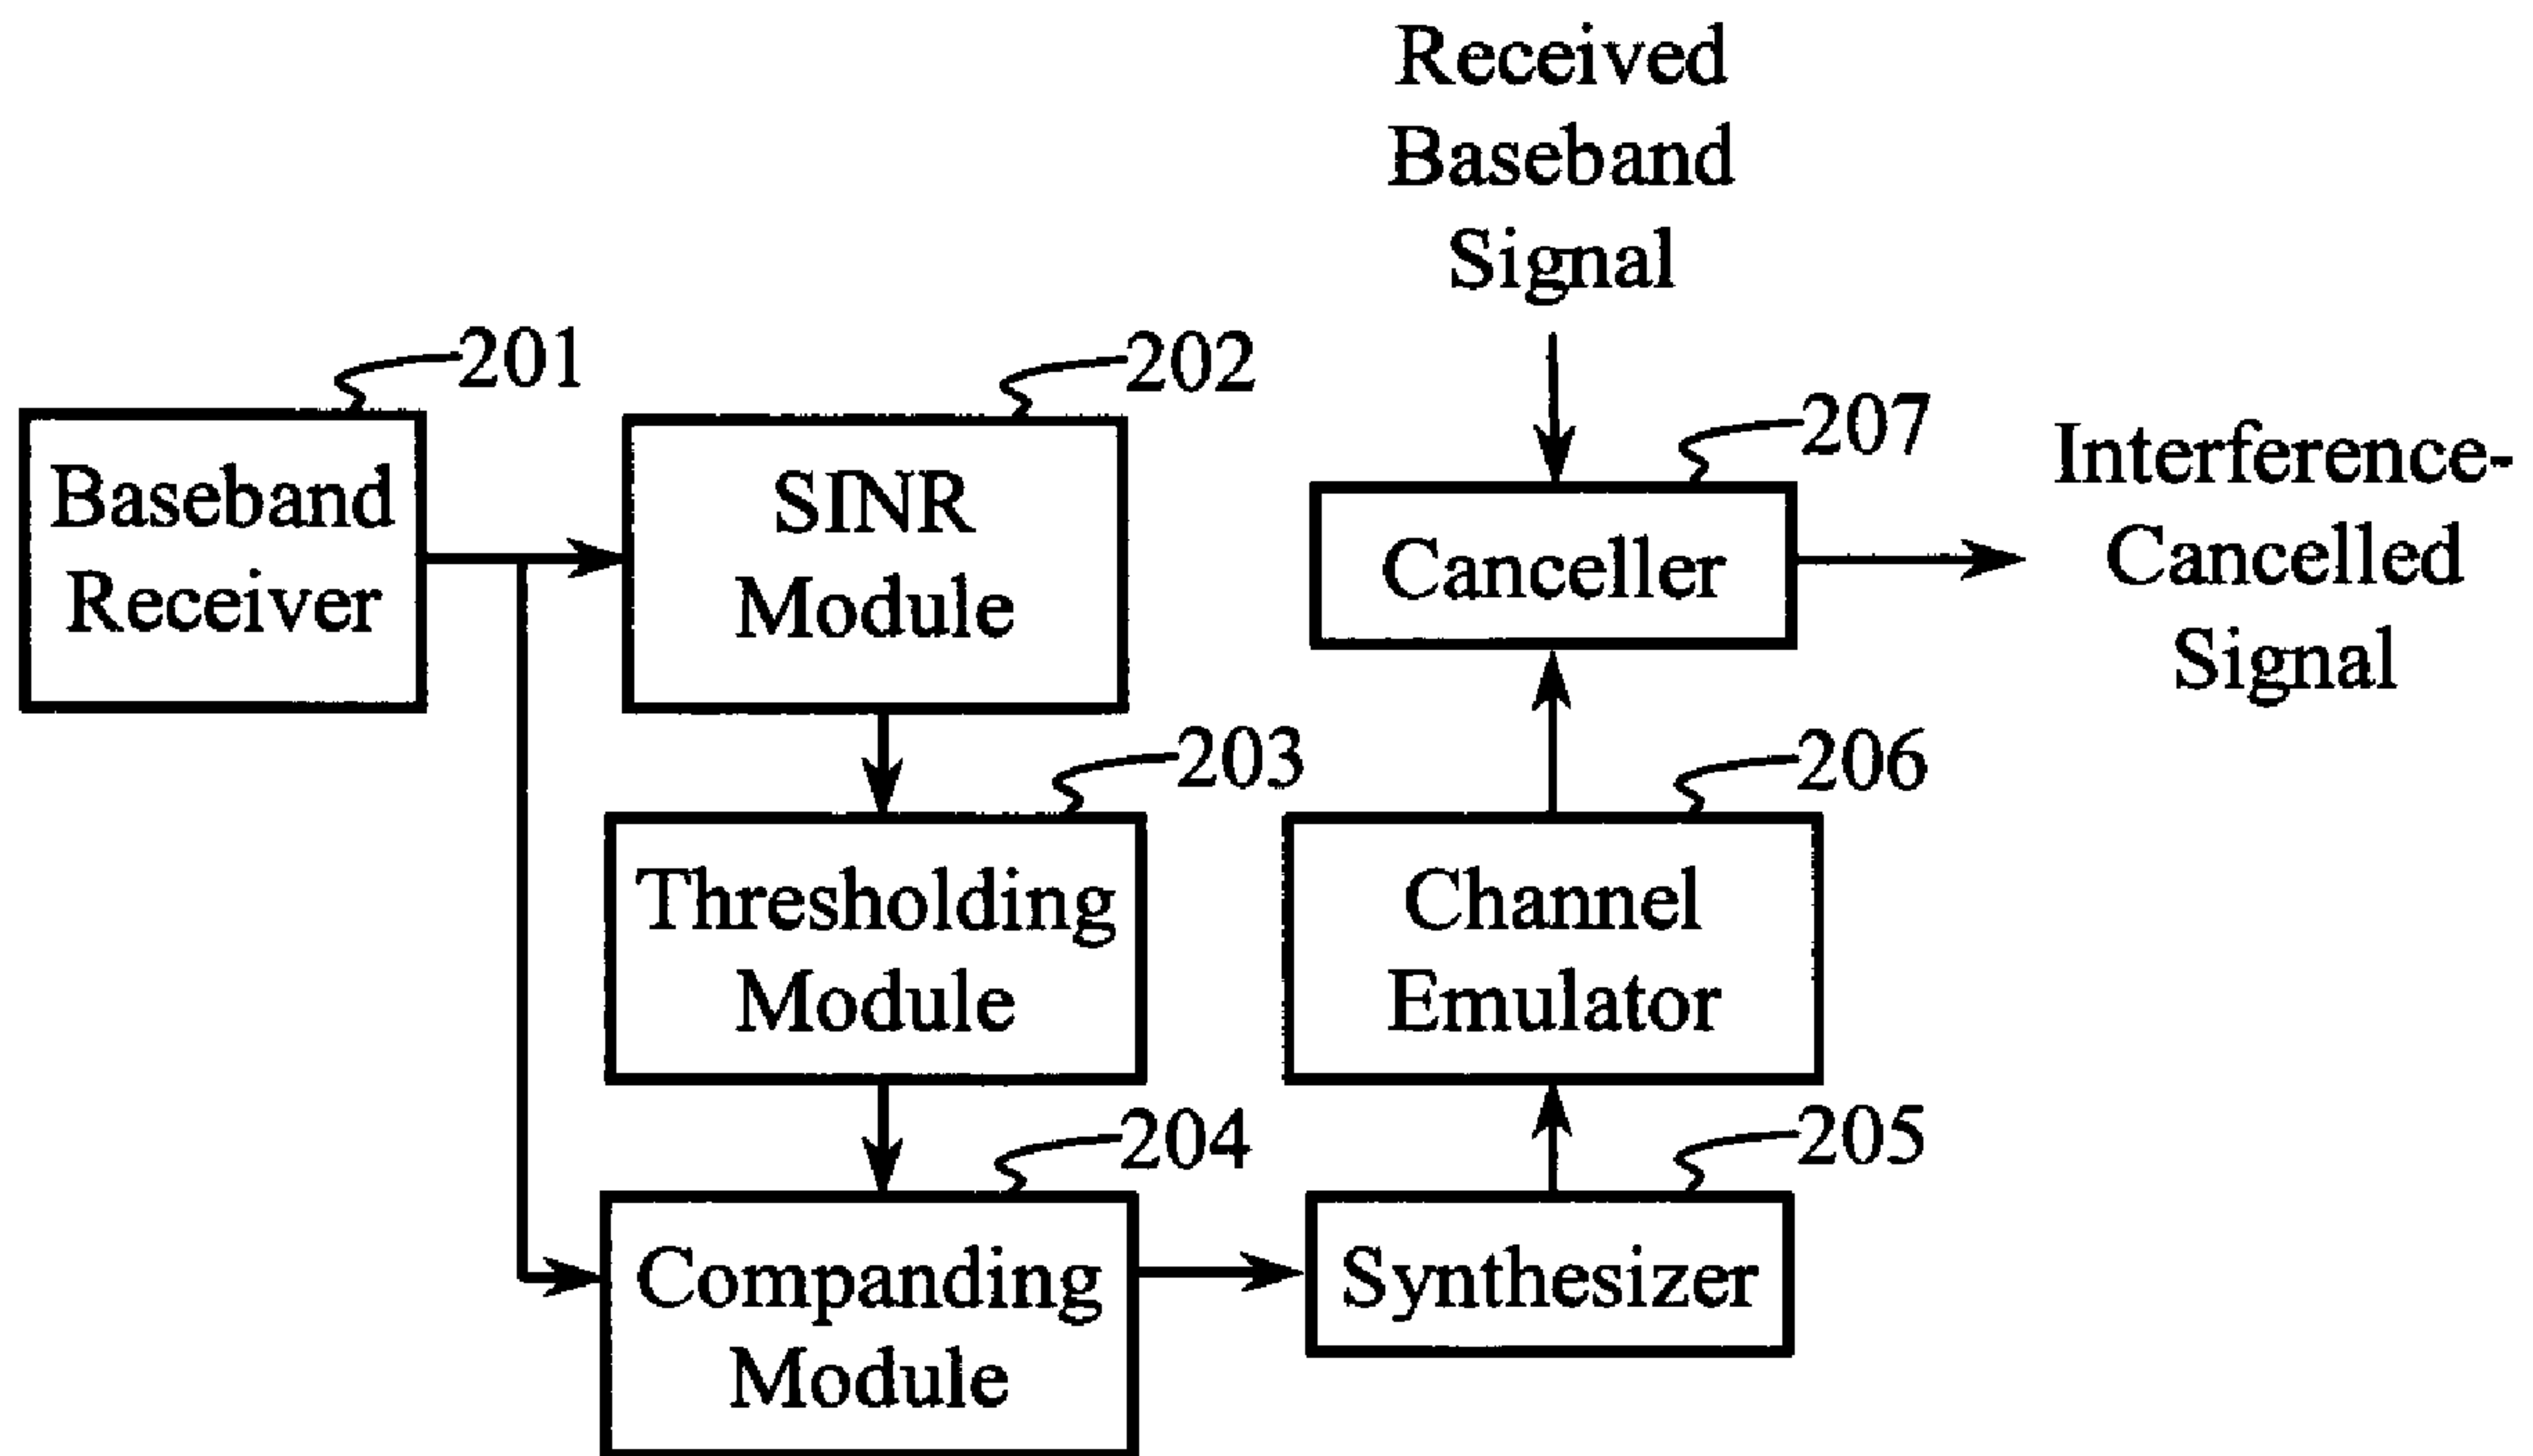 Received
Baseband
Signal
201
202
207
Baseband
Receiver
SINR
Module
Canceller
Interference-
Cancelled
Signal
203
206
Thresholding
Module
Channel
Emulator
204
205
Companding
Module
Synthesizer